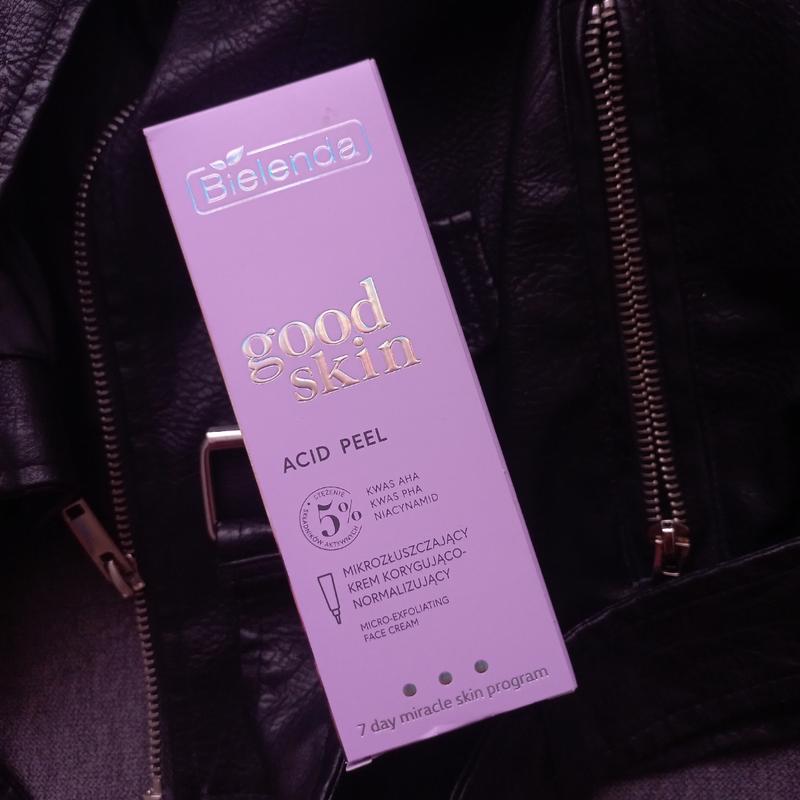 Bielenda
good
skin
ACID PEEL
STĘŻENIE
5%
SKŁADNIKÓW AKTYWNYCH
KWAS AHA
KWAS PHA
NIACYNAMID
MIKROZŁUSZCZAJĄCY
KREM KORYGUJĄCO-
NORMALIZUJĄCY
MICRO-EXFOLIATING
FACE CREAM
7 day miracle skin program